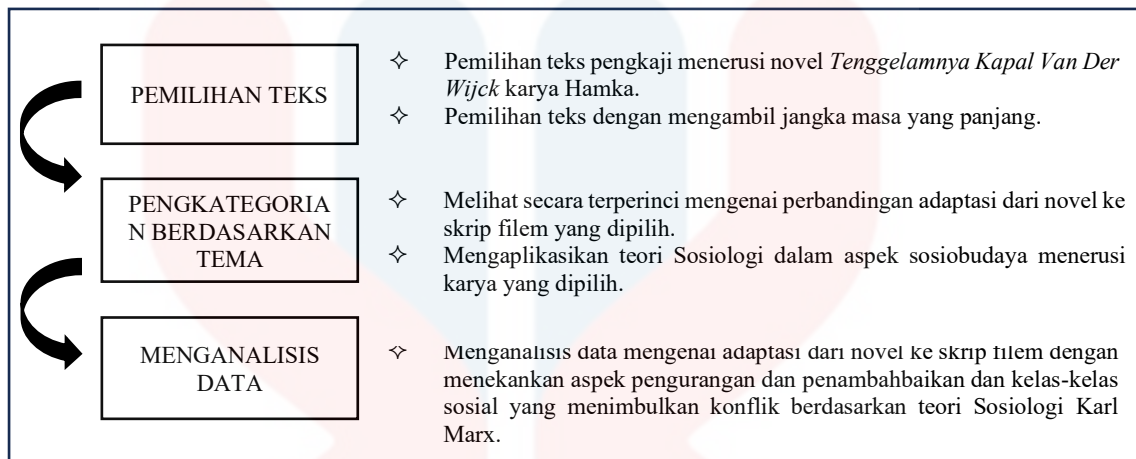 PEMILIHAN TEKS
✧ Pemilihan teks pengkaji menerusi novel Tenggelamnya Kapal Van Der
Wijck karya Hamka.
✧ Pemilihan teks dengan mengambil jangka masa yang panjang.
PENGKATEGORIA
N BERDASARKAN
TEMA
✧ Melihat secara terperinci mengenai perbandingan adaptasi dari novel ke
skrip filem yang dipilih.
✧ Mengaplikasikan teori Sosiologi dalam aspek sosiobudaya menerusi
karya yang dipilih.
MENGANALISIS
DATA
✧ Menganalisis data mengenai adaptasi dari novel ke skrip filem dengan
menekankan aspek pengurangan dan penambahbaikan dan kelas-kelas
sosial yang menimbulkan konflik berdasarkan teori Sosiologi Karl
Marx.